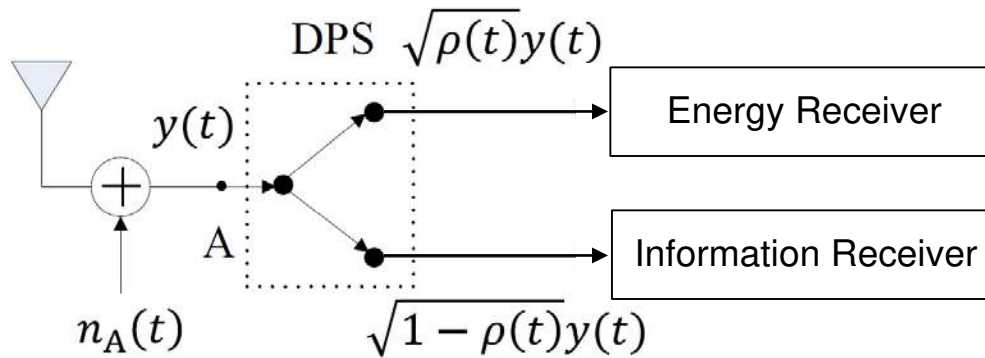 DPS √ρ(t)y(t)
Energy Receiver
y(t)
A
Information Receiver
n_A(t)
√1 − ρ(t)y(t)